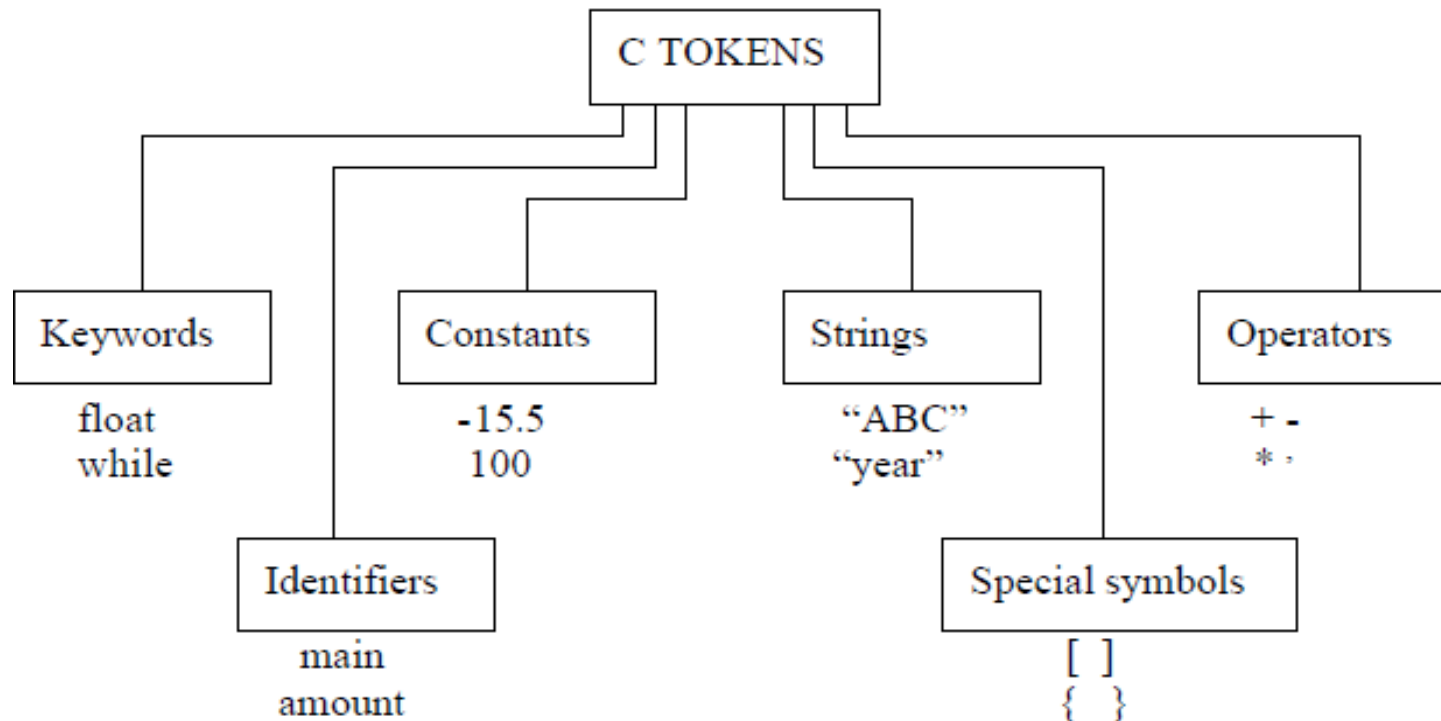 C TOKENS
Keywords
Constants
Strings
Operators
float
-15.5
“ABC”
+ -
while
100
“year”
* ,
Identifiers
Special symbols
main
[ ]
amount
{ }